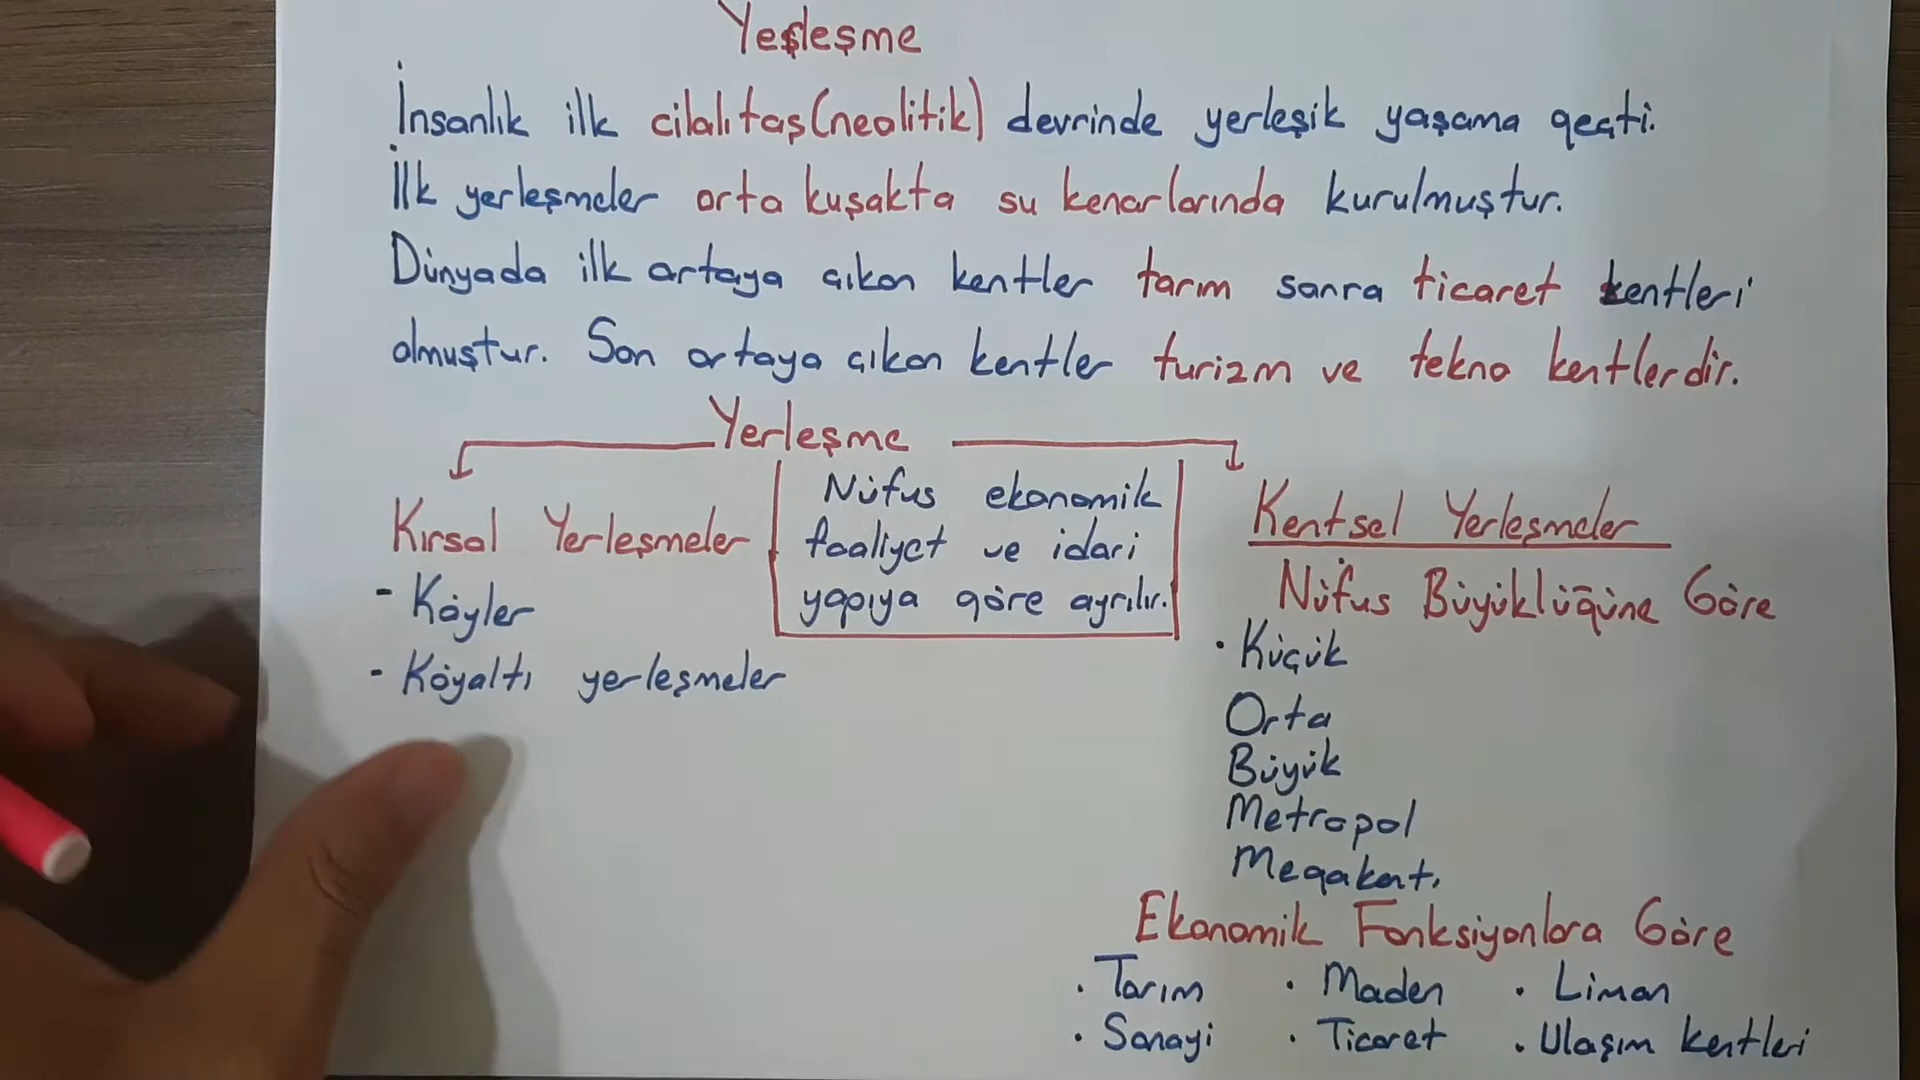 Yerleşme
İnsanlık ilk cilalıtaş(neolitik) devrinde yerleşik yaşama geçti.
İlk yerleşmeler orta kuşakta su kenarlarında kurulmuştur.
Dünyada ilk ortaya çıkan kentler tarım sonra ticaret kentleri
olmuştur. Son ortaya çıkan kentler turizm ve tekno kentlerdir.
Yerleşme
Kırsal Yerleşmeler
- Köyler
- Köyaltı yerleşmeler
Nüfus ekonomik
faaliyet ve idari
yapıya göre ayrılır.
Kentsel Yerleşmeler
Nüfus Büyüklüğüne Göre
· Küçük
Orta
Büyük
Metropol
Megakent.
Ekonomik Fonksiyonlara Göre
· Tarım · Maden · Liman
· Sanayi · Ticaret · Ulaşım kentleri